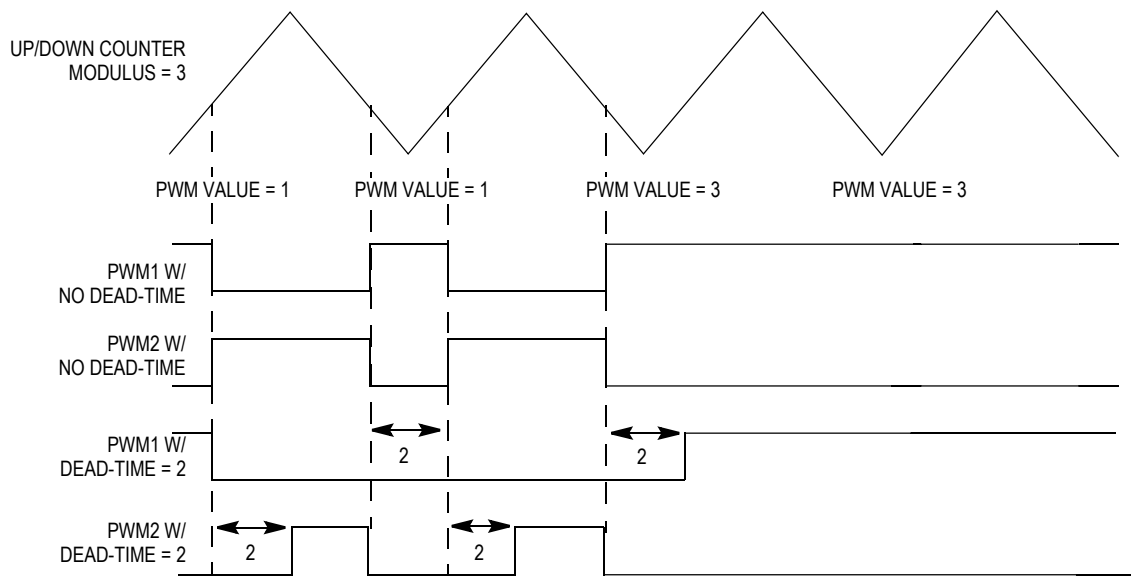 UP/DOWN COUNTER
MODULUS = 3
PWM VALUE = 1
PWM VALUE = 1
PWM VALUE = 3
PWM VALUE = 3
PWM1 W/
NO DEAD-TIME
PWM2 W/
NO DEAD-TIME
PWM1 W/
DEAD-TIME = 2
2
2
PWM2 W/
DEAD-TIME = 2
2
2